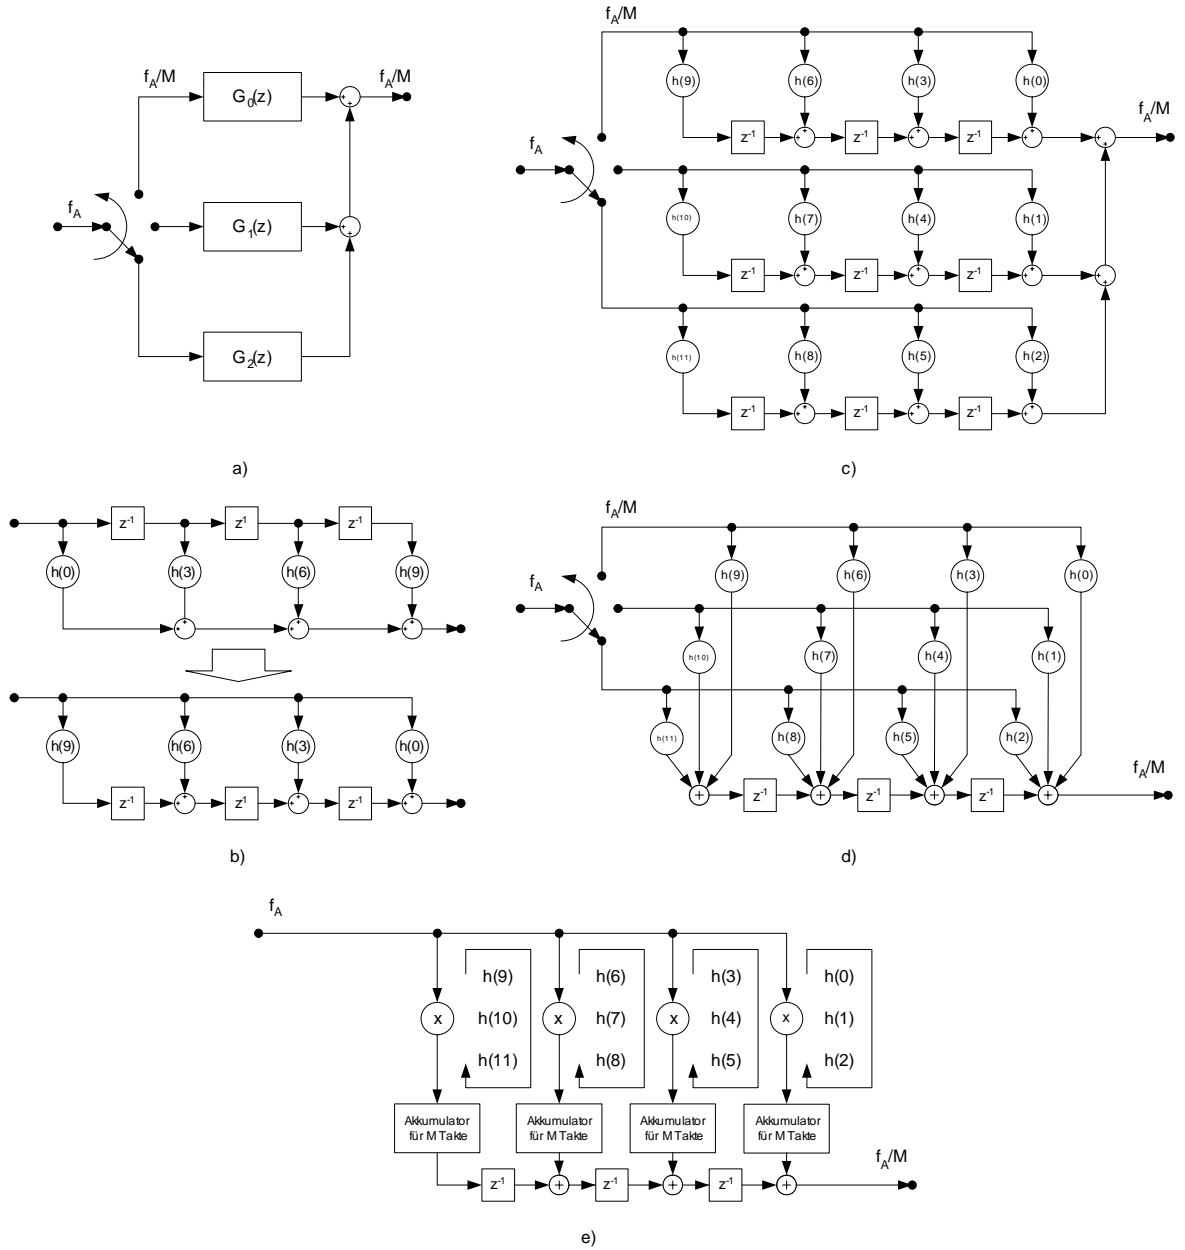 f_A/M
f_A/M
G_0(z)
f_A
G_1(z)
G_2(z)
a)
f_A/M
h(9) h(6) h(3) h(0)
f_A/M
z^-1 z^-1 z^-1
f_A
h(10) h(7) h(4) h(1)
z^-1 z^-1 z^-1
h(11) h(8) h(5) h(2)
z^-1 z^-1 z^-1
c)
z^-1 z^1 z^-1
h(0) h(3) h(6) h(9)
h(9) h(6) h(3) h(0)
z^-1 z^1 z^-1
b)
f_A/M
f_A
h(9) h(6) h(3) h(0)
h(10) h(7) h(4) h(1)
h(11) h(8) h(5) h(2)
f_A/M
z^-1 z^-1 z^-1
d)
f_A
h(9) h(6) h(3) h(0)
x h(10) x h(7) x h(4) x h(1)
h(11) h(8) h(5) h(2)
Akkumulator Akkumulator Akkumulator Akkumulator
für M Takte für M Takte für M Takte für M Takte
f_A/M
z^-1 z^-1 z^-1
e)